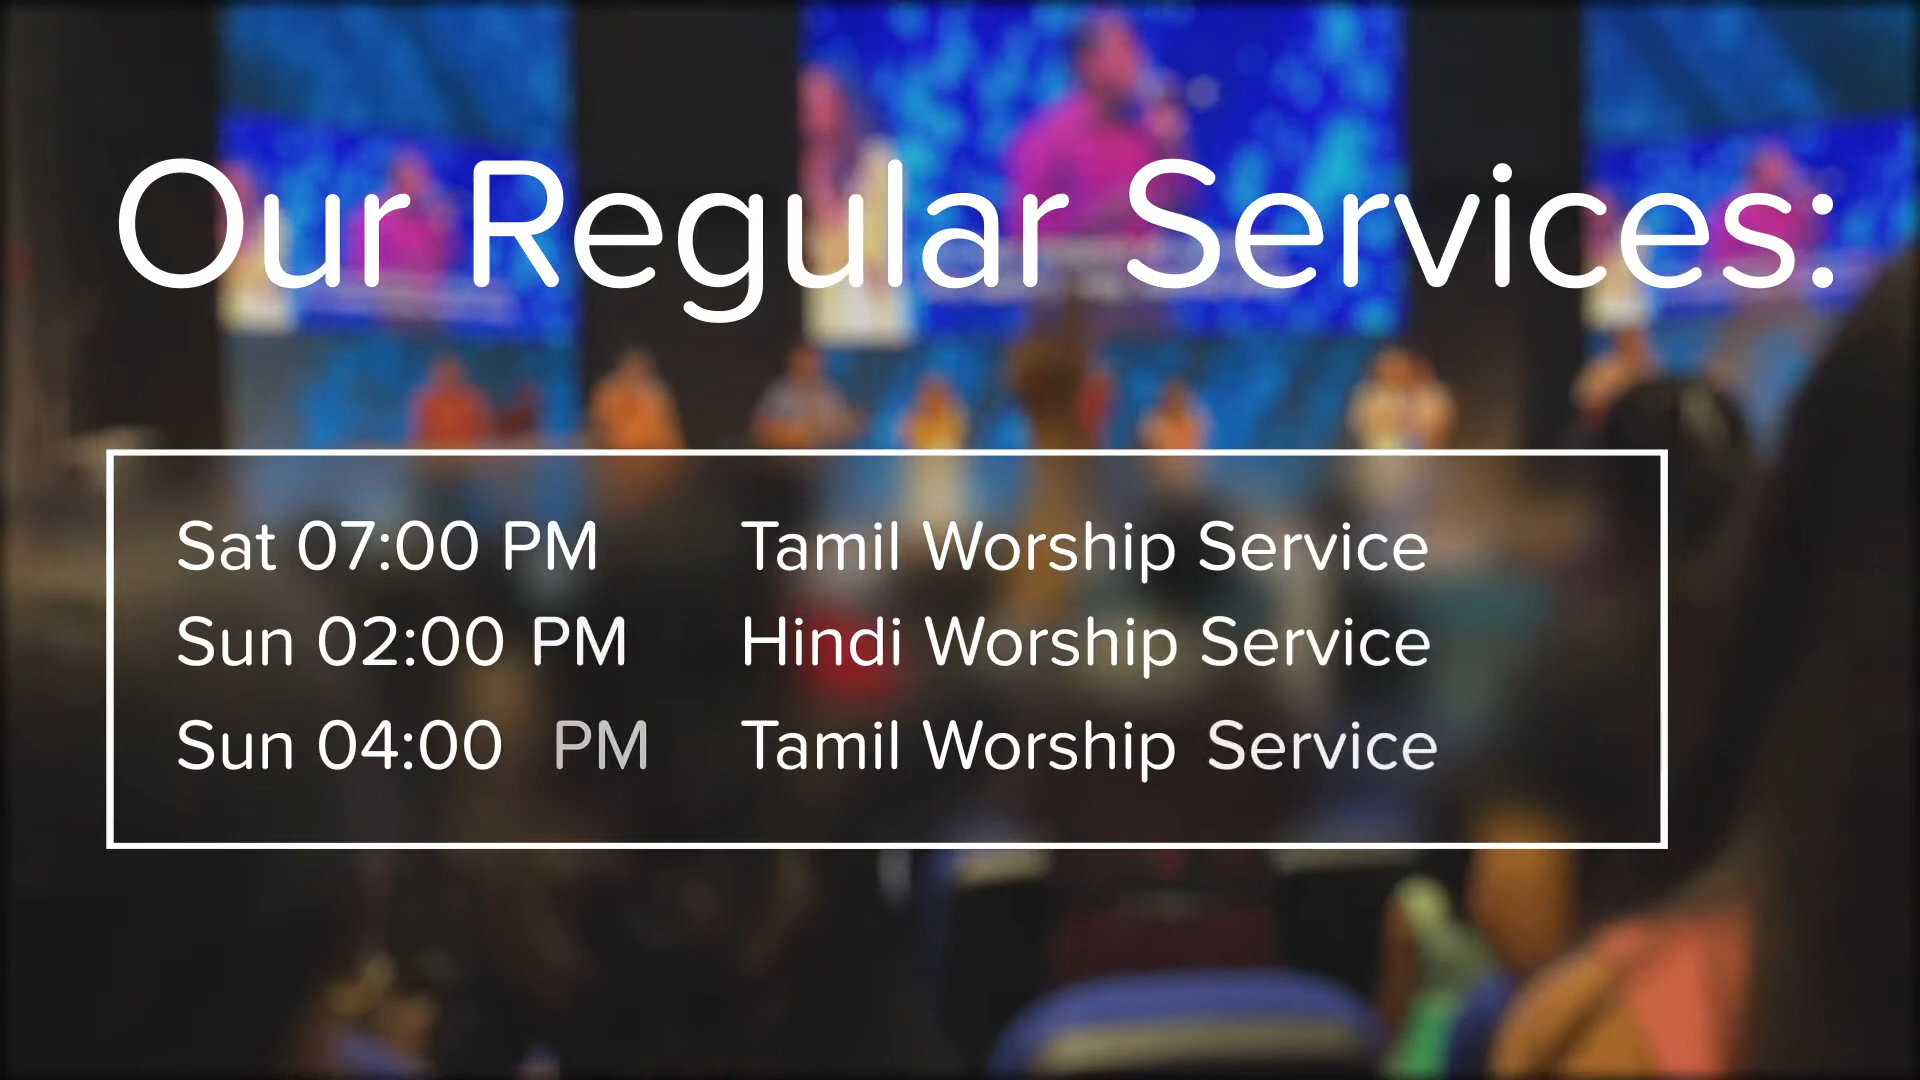 Our Regular Services:
Sat 07:00 PM Tamil Worship Service
Sun 02:00 PM Hindi Worship Service
Sun 04:00 PM Tamil Worship Service